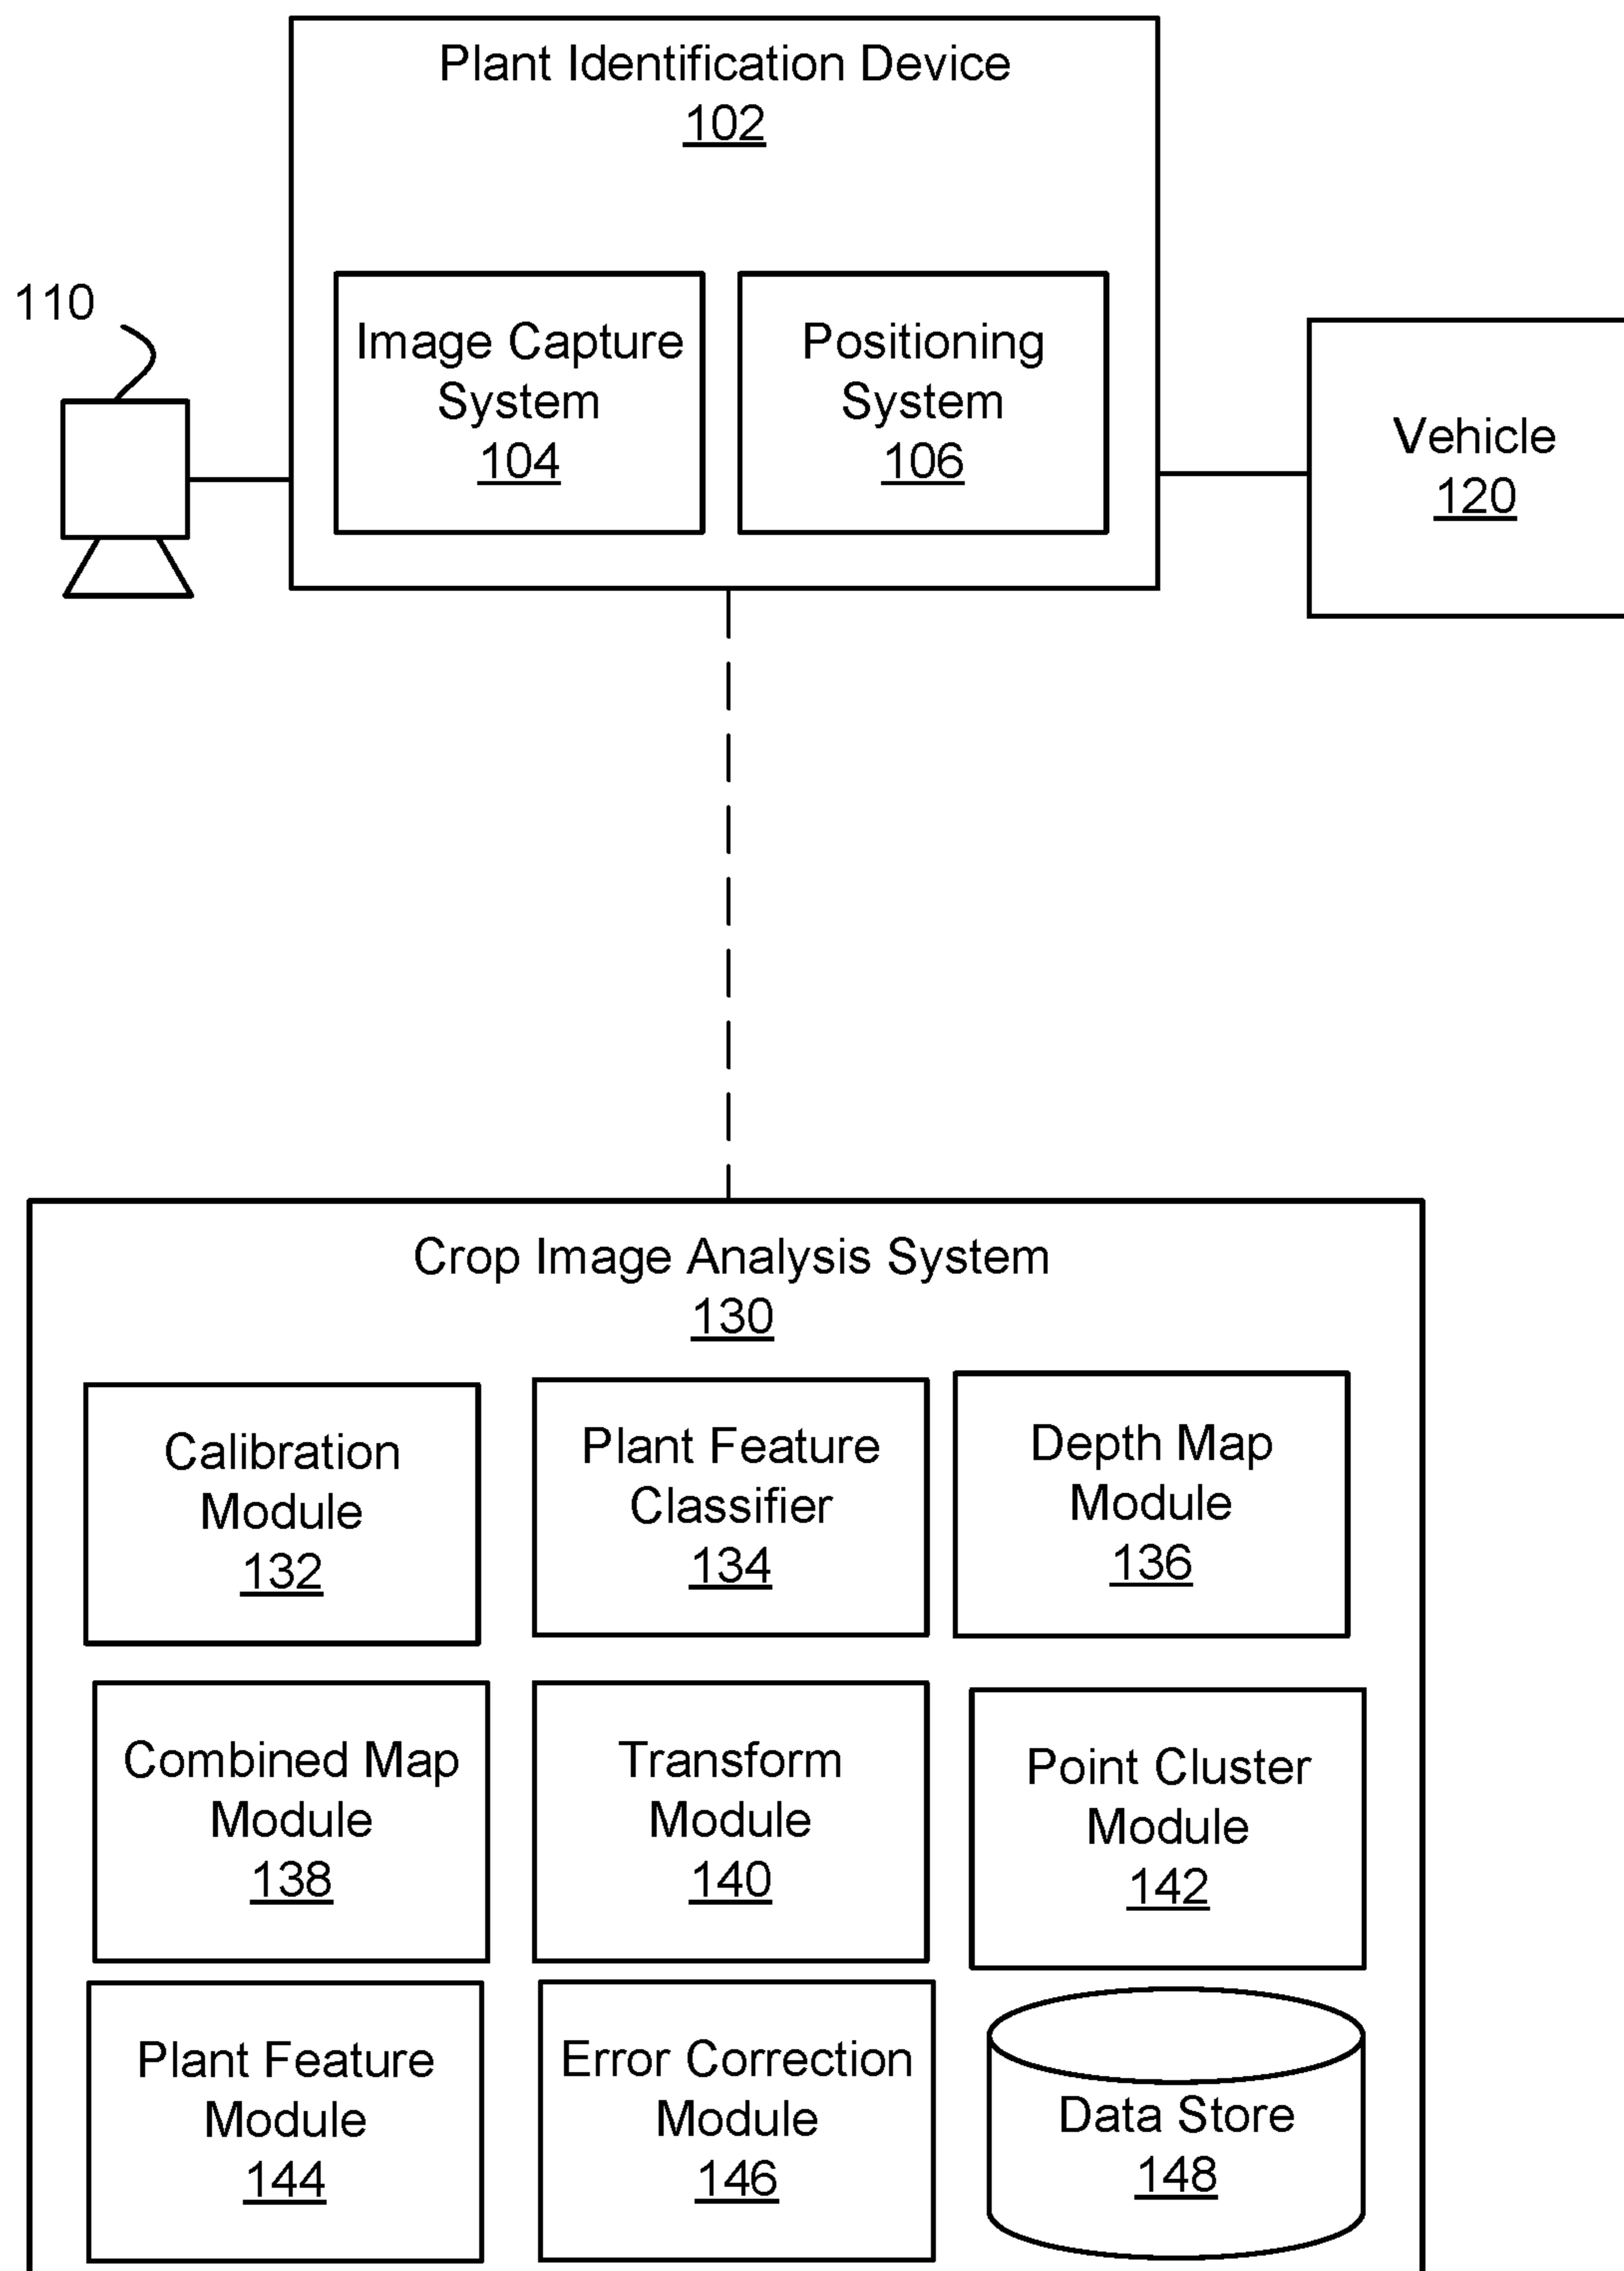 Plant Identification Device
102
110
Image Capture
System
104
Positioning
System
106
Vehicle
120
Crop Image Analysis System
130
Calibration
Module
132
Plant Feature
Classifier
134
Depth Map
Module
136
Combined Map
Module
138
Transform
Module
140
Point Cluster
Module
142
Plant Feature
Module
144
Error Correction
Module
146
Data Store
148